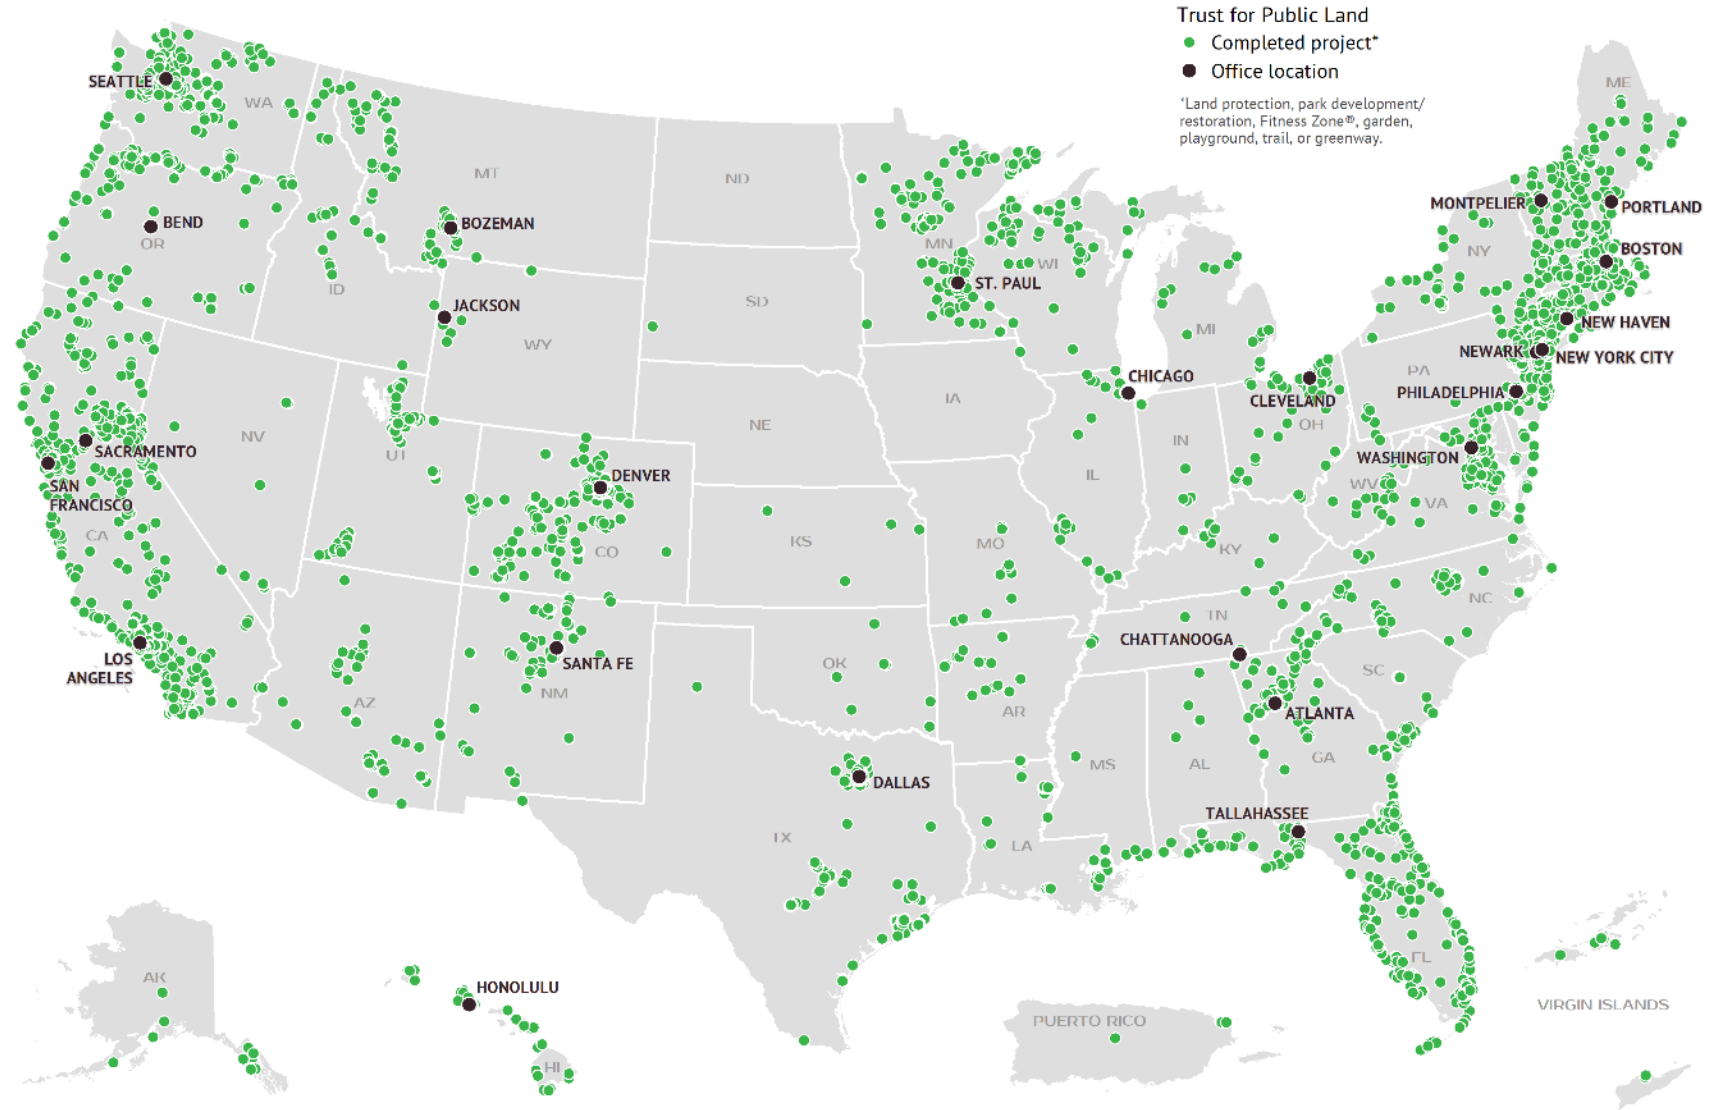 Trust for Public Land
Completed project*
Office location
*Land protection, park development/
restoration, Fitness Zone®, garden,
playground, trail, or greenway.
SEATTLE
WA
ME
MT
ND
MONTPELIER
PORTLAND
BEND
BOZEMAN
OR
MN
NY
BOSTON
WI
ID
ST. PAUL
JACKSON
SD
NEW HAVEN
MI
WY
NEWARK
NEW YORK CITY
PA
CHICAGO
CLEVELAND
PHILADELPHIA
IA
NE
OH
NV
IN
SACRAMENTO
UT
WASHINGTON
DENVER
IL
WV
SAN
FRANCISCO
VA
CA
KS
MO
CO
KY
NC
TN
CHATTANOOGA
LOS
ANGELES
SANTA FE
OK
SC
NM
AZ
AR
ATLANTA
GA
MS
AL
DALLAS
TALLAHASSEE
TX
LA
FL
AK
HONOLULU
VIRGIN ISLANDS
PUERTO RICO
HI